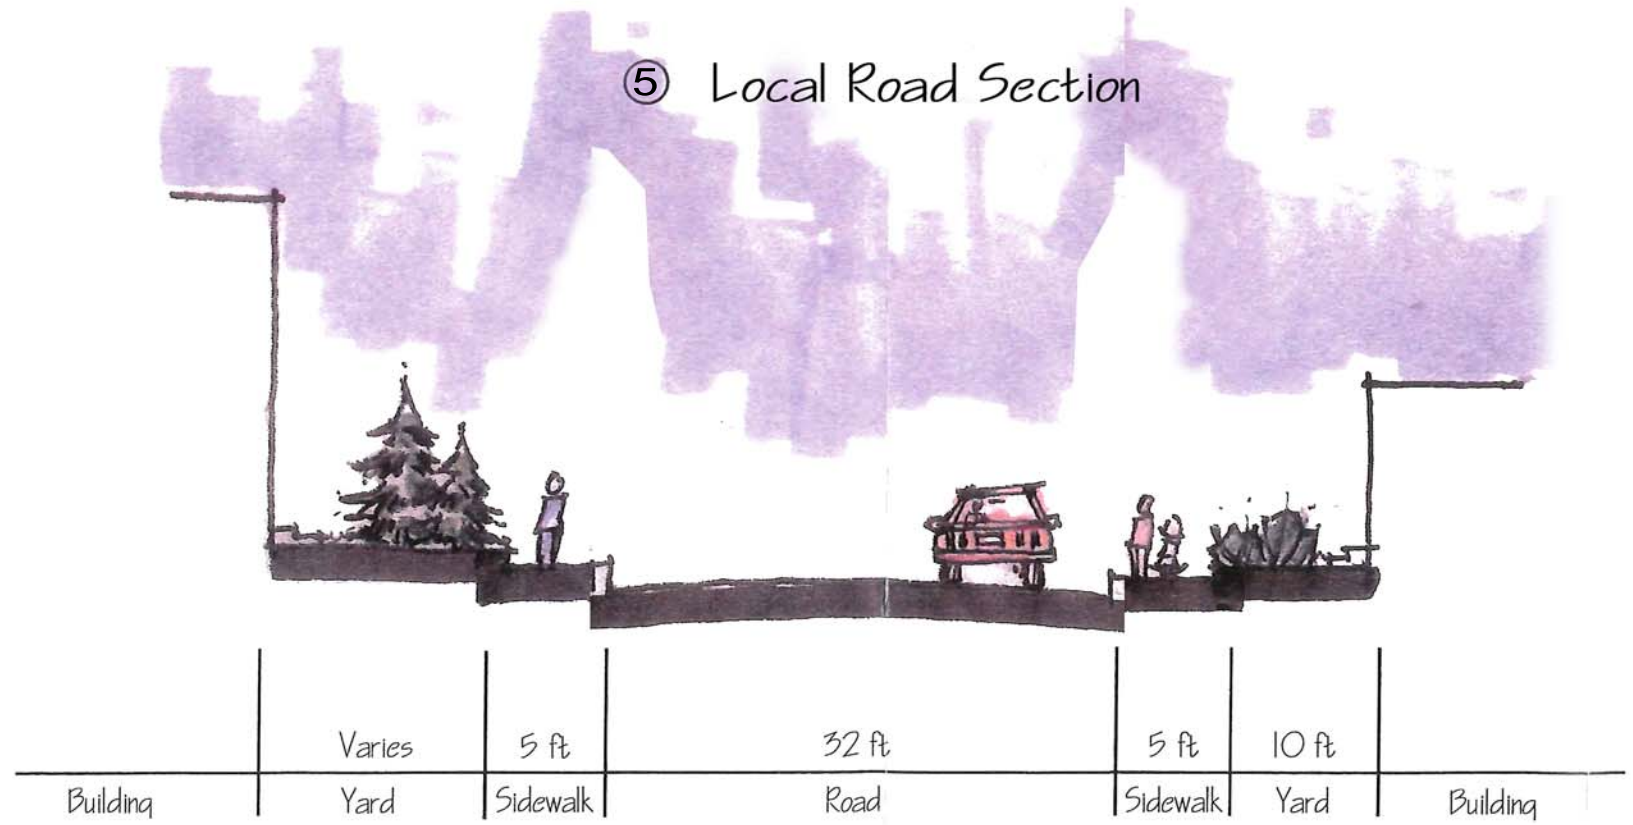 ⑤ Local Road Section
Varies 5 ft 32 ft 5 ft 10 ft
Building Yard Sidewalk Road Sidewalk Yard Building